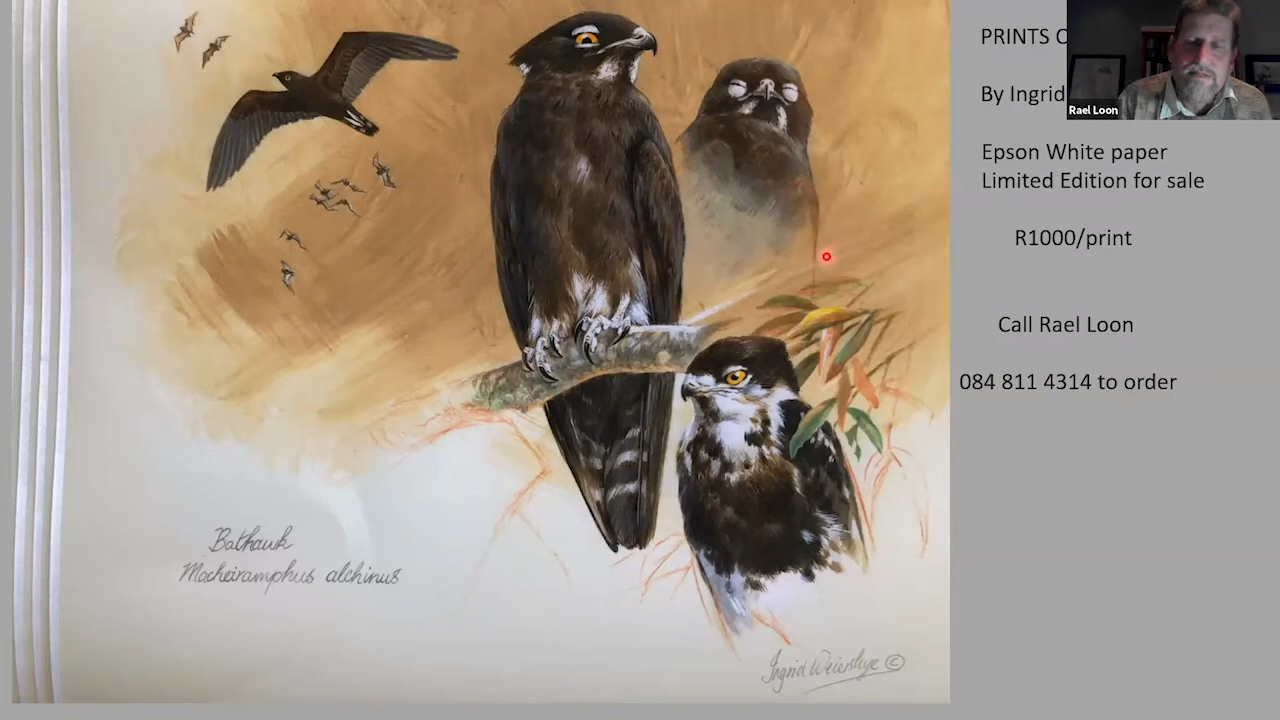 PRINTS
By Ingrid
Rael Loon
Epson White paper
Limited Edition for sale
R1000/print
Call Rael Loon
084 811 4314 to order
Bathawk
Macheiramphus alchinus
Ingrid Weiersbye ©